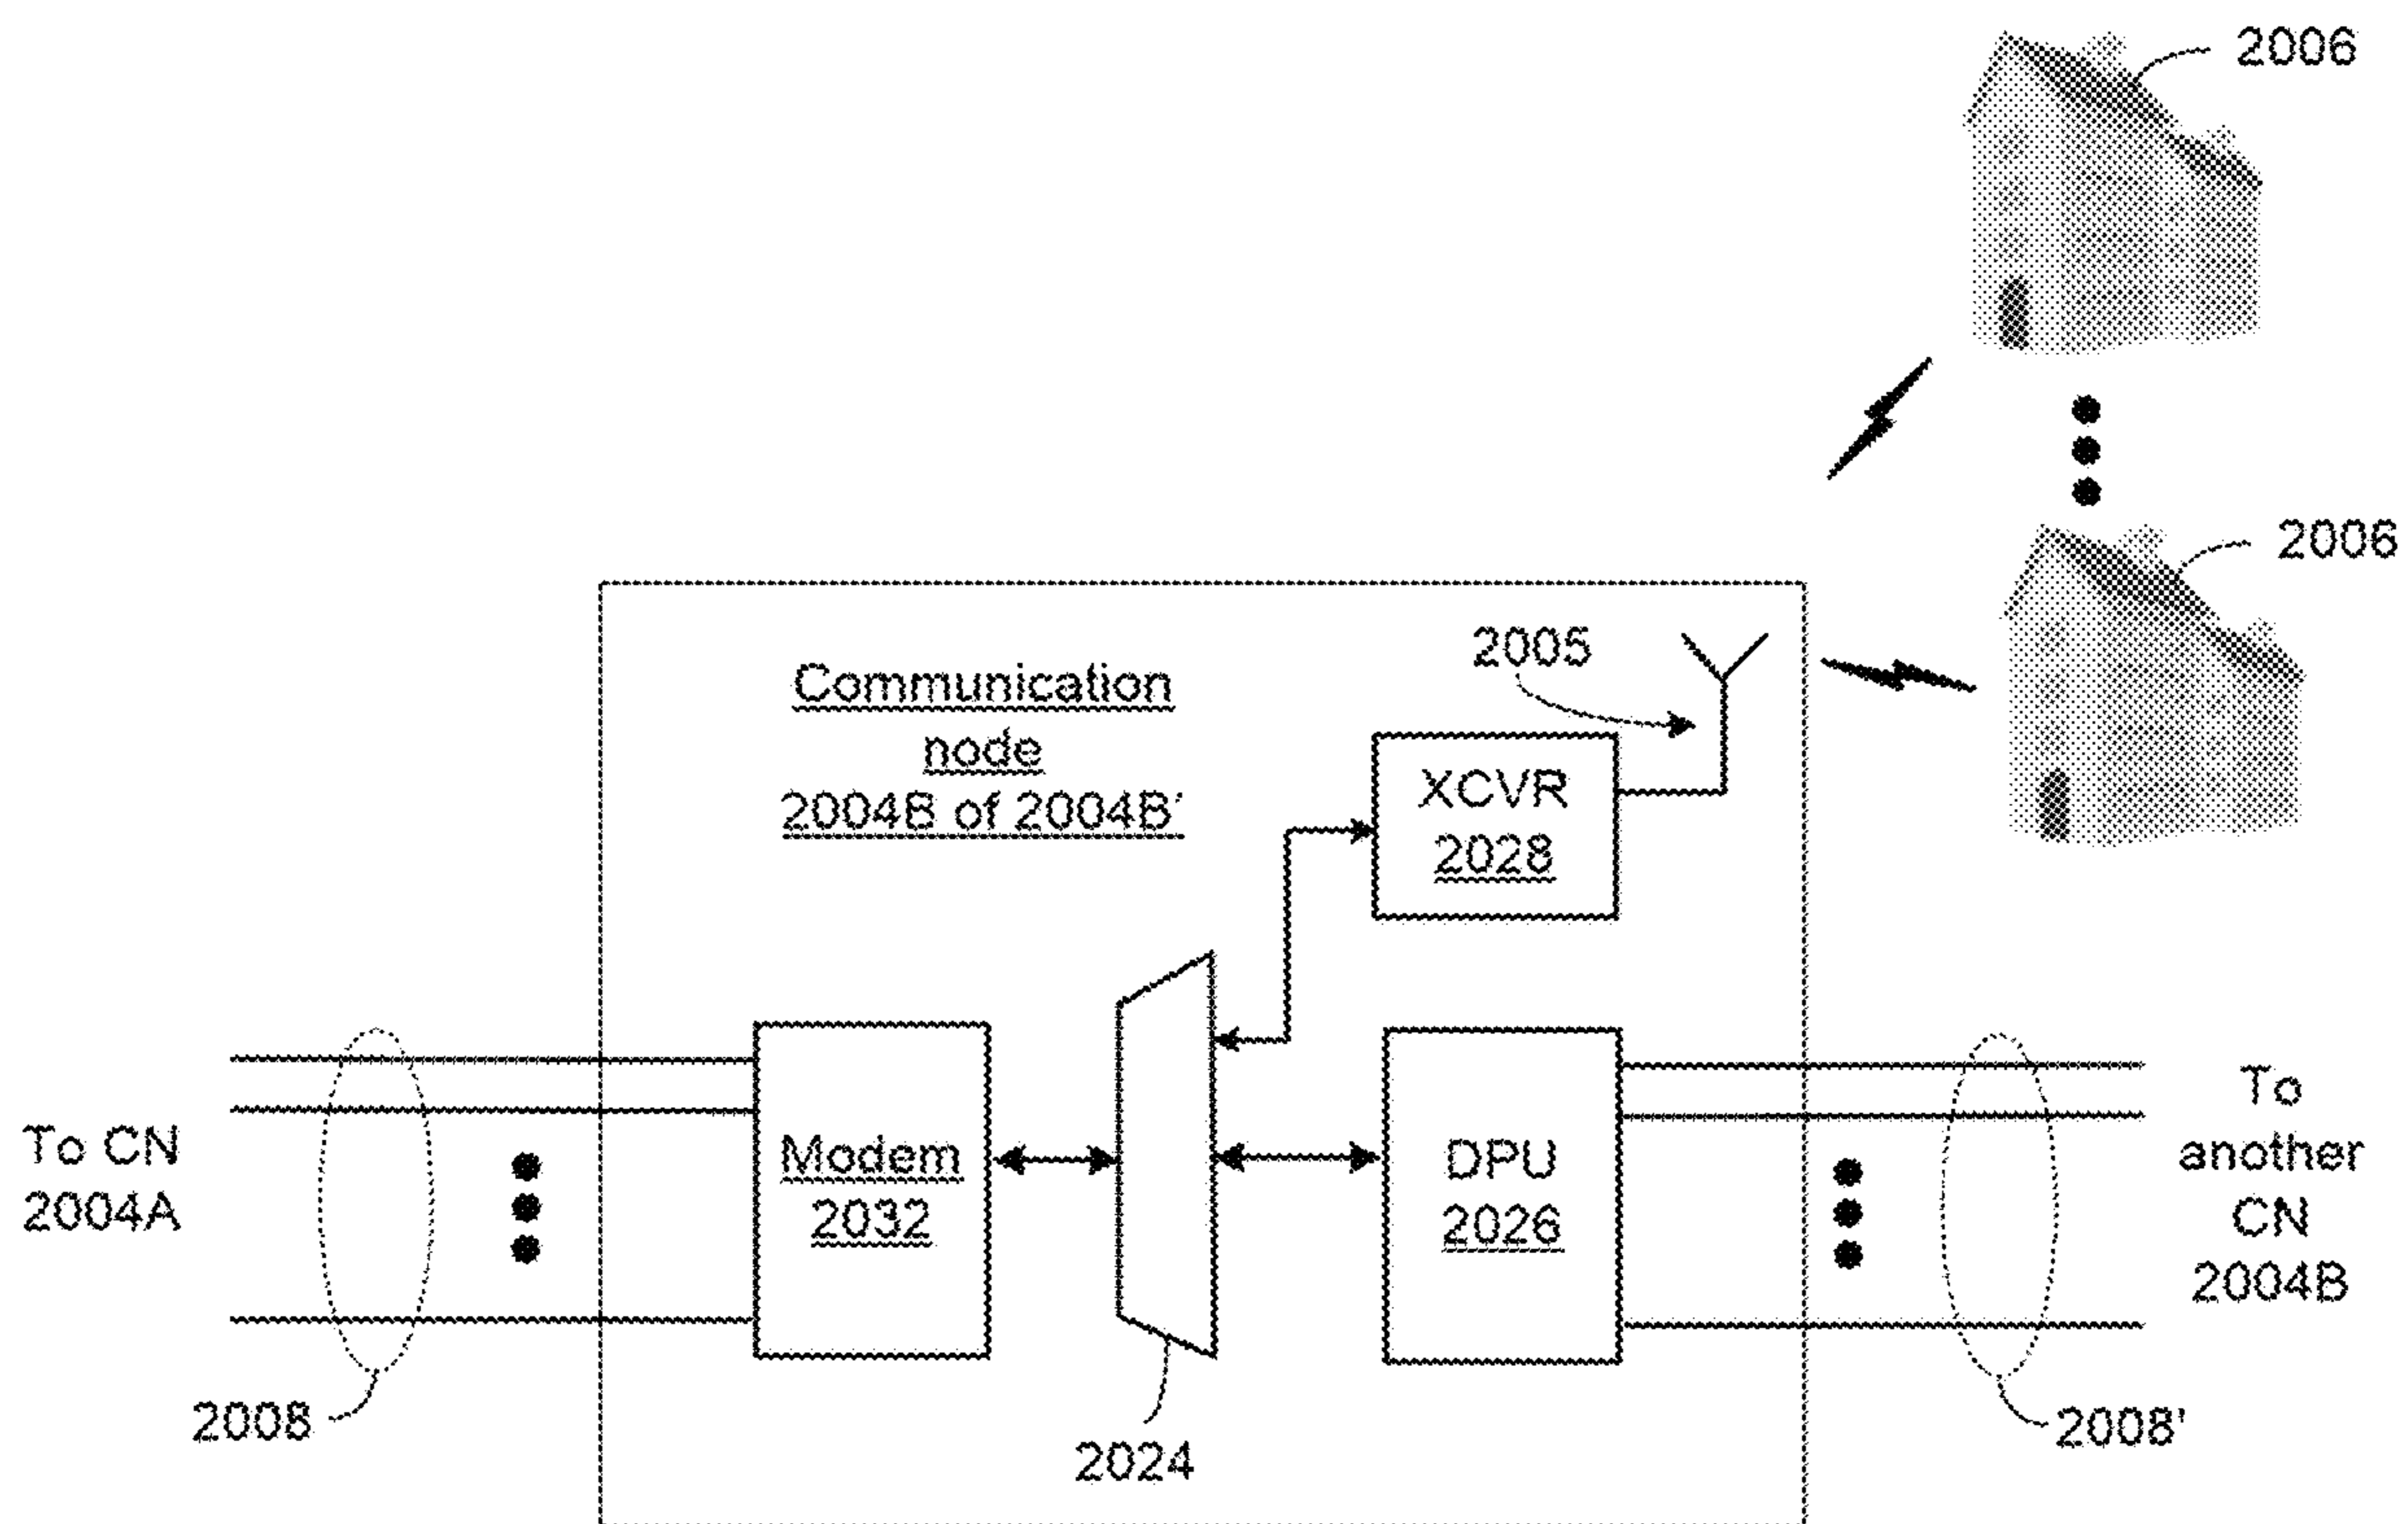 2006
2006
2005
Communication
node
2004B of 2004B'
XCVR
2028
To CN
2004A
Modem
2032
DPU
2026
To
another
CN
2004B
2008
2024
2008'